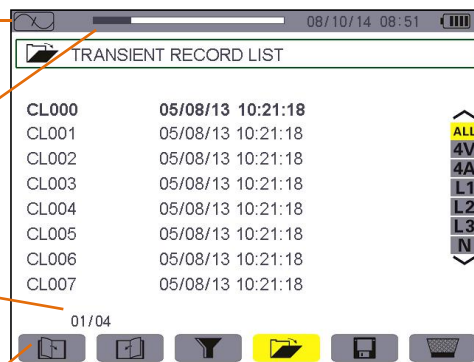 08/10/14 08:51
TRANSIENT RECORD LIST
CL000 05/08/13 10:21:18
CL001 05/08/13 10:21:18
CL002 05/08/13 10:21:18
CL003 05/08/13 10:21:18
CL004 05/08/13 10:21:18
CL005 05/08/13 10:21:18
CL006 05/08/13 10:21:18
CL007 05/08/13 10:21:18
ALL
4V
4A
L1
L2
L3
N
01/04